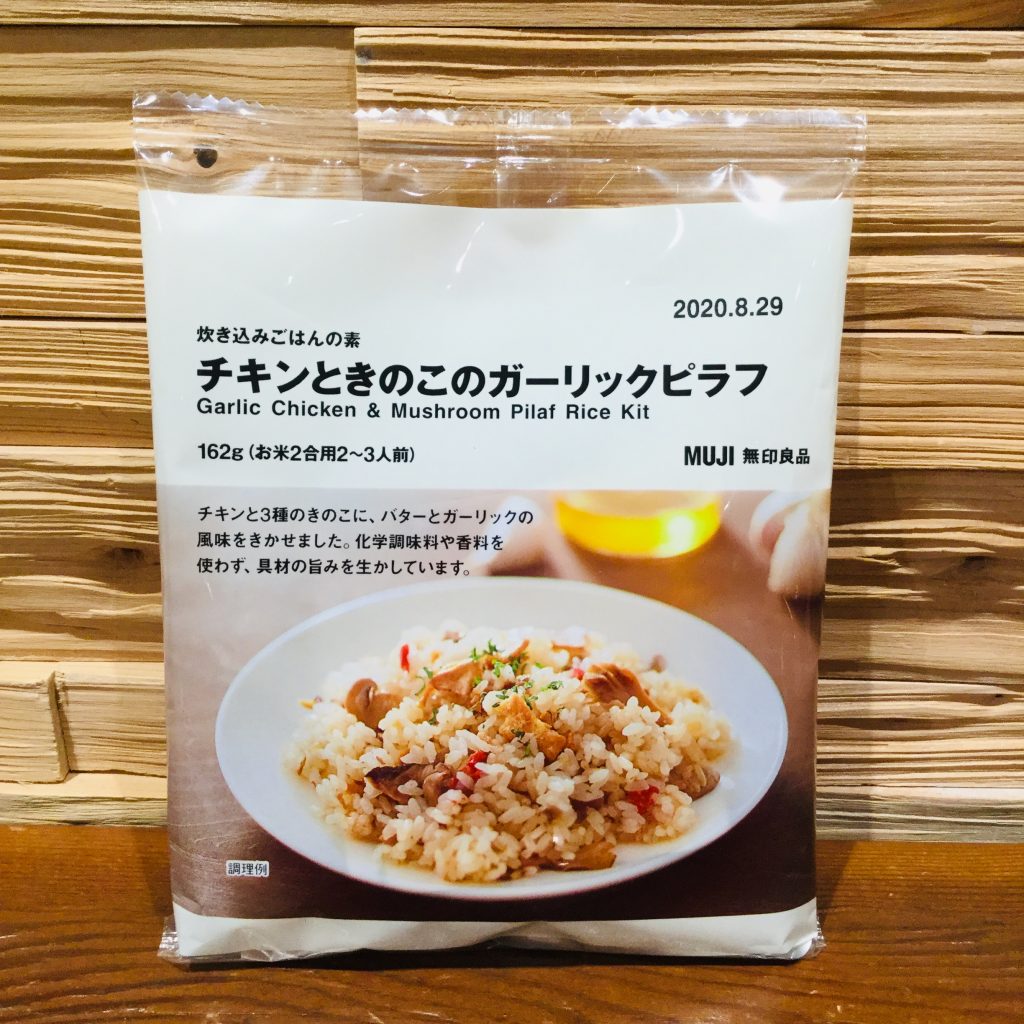 2020.8.29
炊き込みごはんの素
チキンときのこのガーリックピラフ
Garlic Chicken & Mushroom Pilaf Rice Kit
162g（お米2合用2〜3人前）
MUJI 無印良品
チキンと3種のきのこに、バターとガーリックの
風味をきかせました。化学調味料や香料を
使わず、具材の旨みを生かしています。
調理例